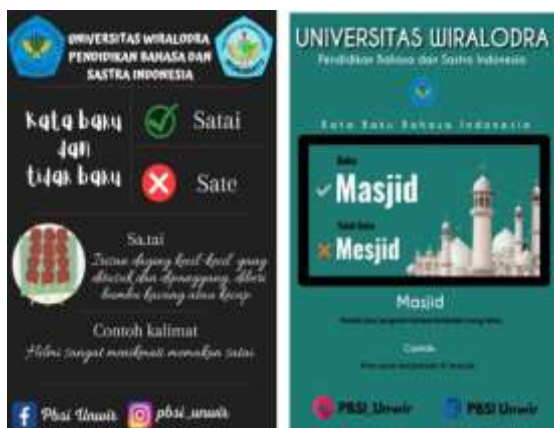 UNIVERSITAS WIRALODRA
PENDIDIKAN BAHASA DAN
SASTRA INDONESIA
Kata baku
dan
tidak baku
Satai
Sate
Sa.tai
Irisan daging kecil-kecil yang
ditusuk dan dipanggang, diberi
bumbu kacang atau kecap
Contoh kalimat
Helmi sangat menikmati memakan satai
Pbsi Unwir
pbsi_unwir
UNIVERSITAS WIRALODRA
Pendidikan Bahasa dan Sastra Indonesia
Kata Baku Bahasa Indonesia
Baku
Masjid
Tidak Baku
Mesjid
Masjid
Contoh
PBSI_Unwir
PBSI Unwir